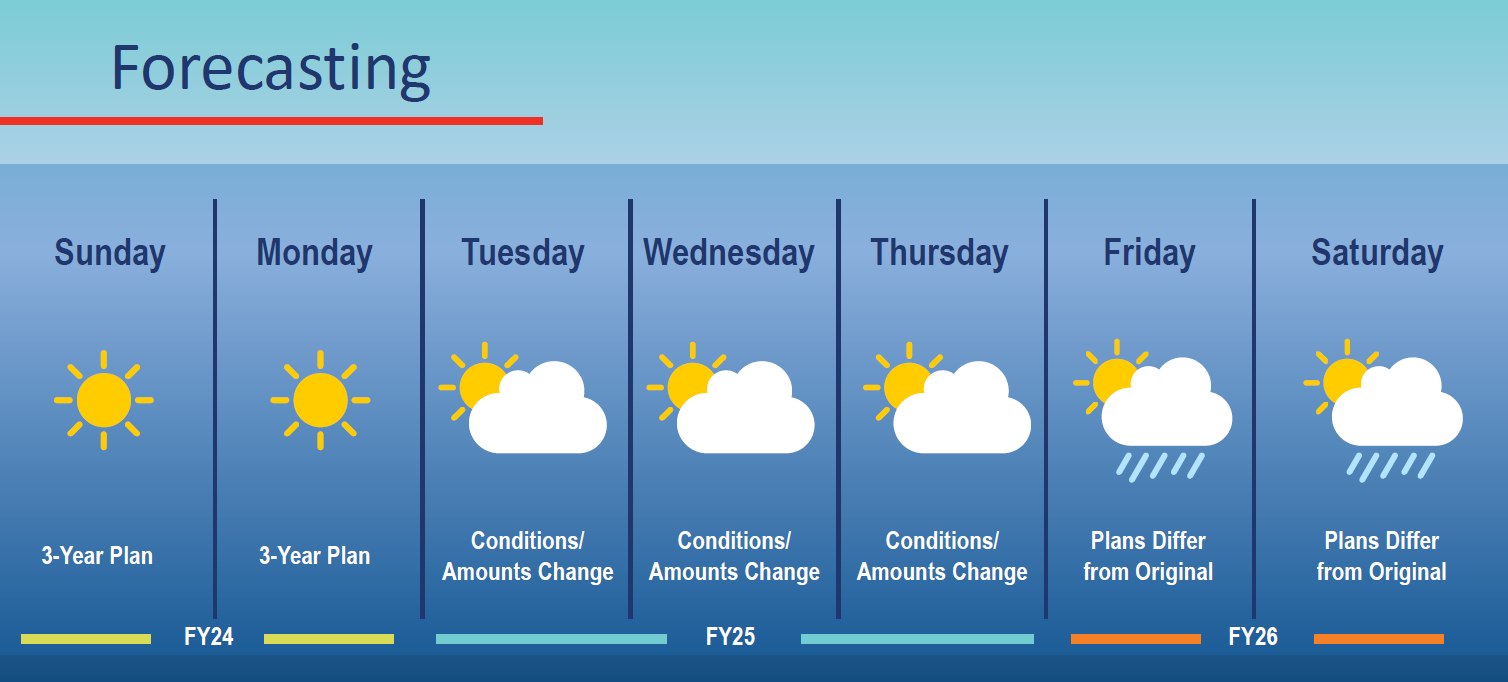 Forecasting
Sunday
Monday
Tuesday
Wednesday
Thursday
Friday
Saturday
3-Year Plan
3-Year Plan
Conditions/
Amounts Change
Conditions/
Amounts Change
Conditions/
Amounts Change
Plans Differ
from Original
Plans Differ
from Original
FY24
FY25
FY26